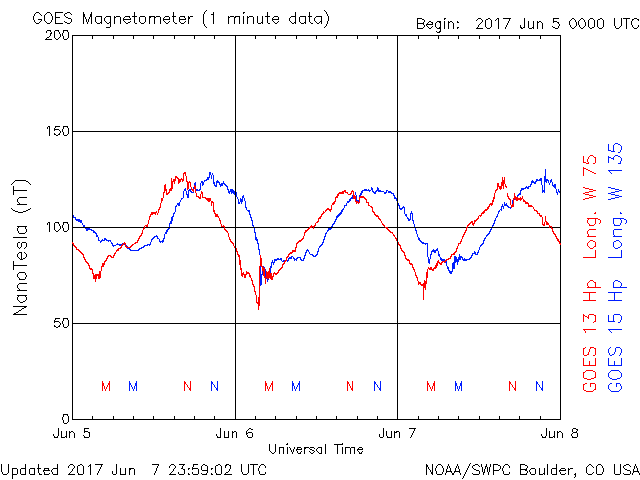 GOES Magnetometer (1 minute data)
Begin: 2017 Jun 5 0000 UTC
200
150
100
50
0
NanoTesla (nT)
M M N N M M N N M M N N
Jun 5 Jun 6 Jun 7 Jun 8
Universal Time
GOES 13 Hp Long. W 75
GOES 15 Hp Long. W 135
Updated 2017 Jun 7 23:59:02 UTC
NOAA/SWPC Boulder, CO USA